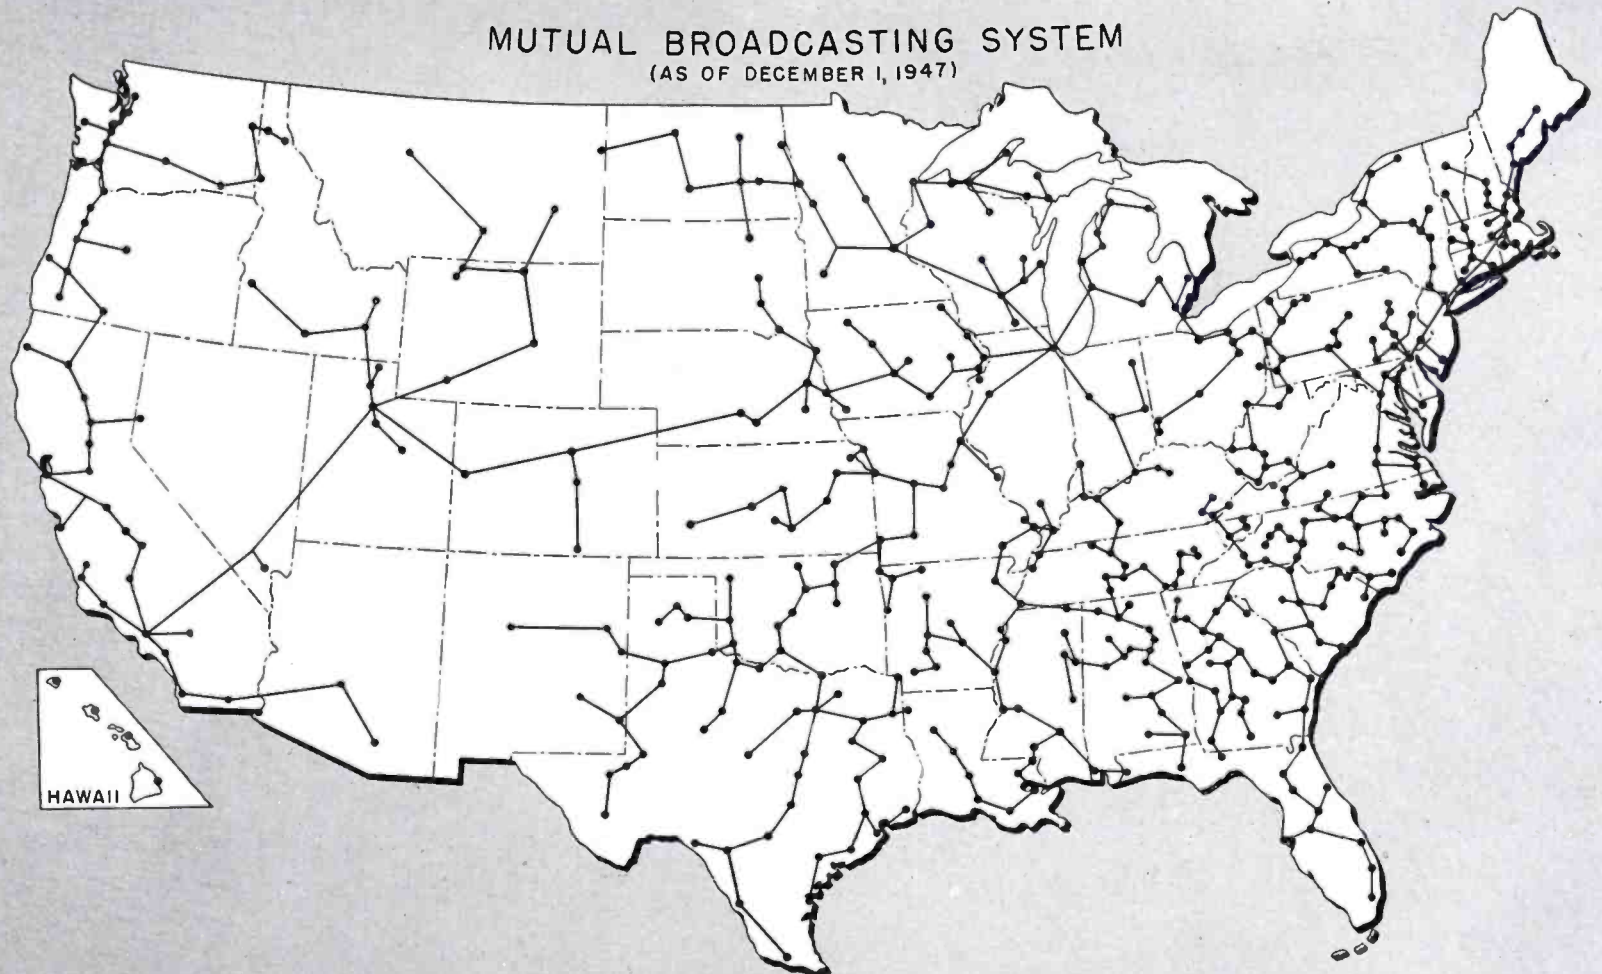 MUTUAL BROADCASTING SYSTEM
(AS OF DECEMBER 1, 1947)
HAWAII